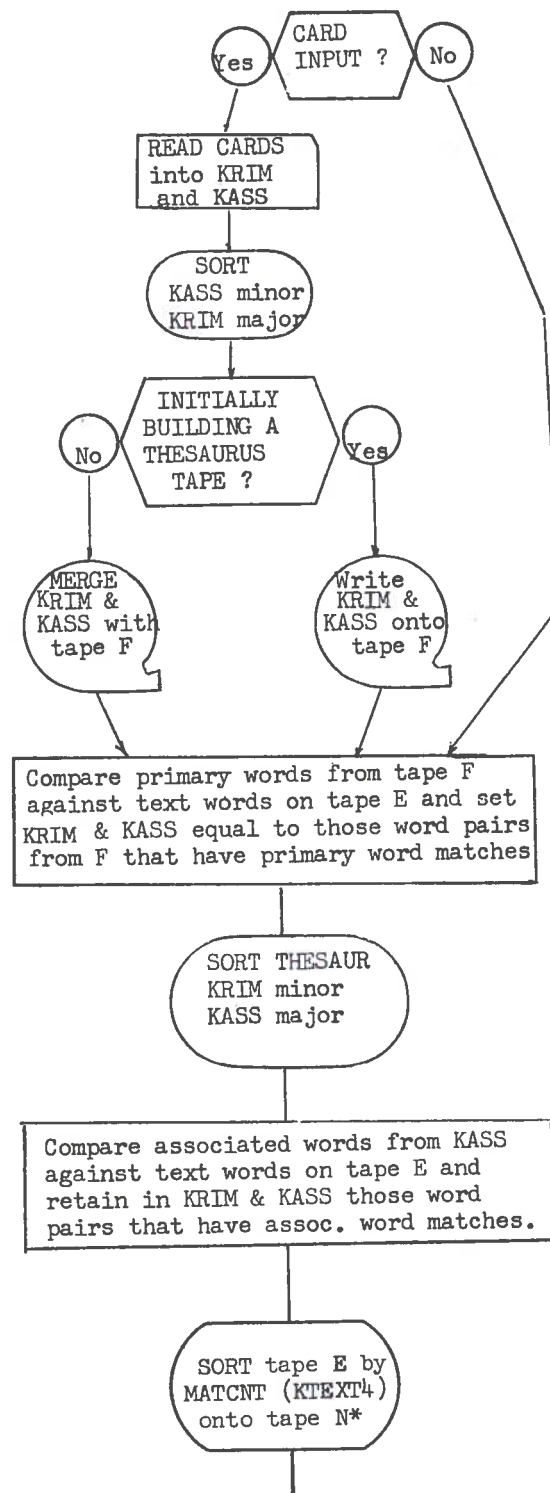 CARD
INPUT ?
Yes
No
READ CARDS
into KRIM
and KASS
SORT
KASS minor
KRIM major
INITIALLY
BUILDING A
THESAURUS
TAPE ?
No
Yes
MERGE
KRIM &
KASS with
tape F
Write
KRIM &
KASS onto
tape F
Compare primary words from tape F
against text words on tape E and set
KRIM & KASS equal to those word pairs
from F that have primary word matches
SORT THESAUR
KRIM minor
KASS major
Compare associated words from KASS
against text words on tape E and
retain in KRIM & KASS those word
pairs that have assoc. word matches.
SORT tape E by
MATCNT (KTEXT4)
onto tape N*